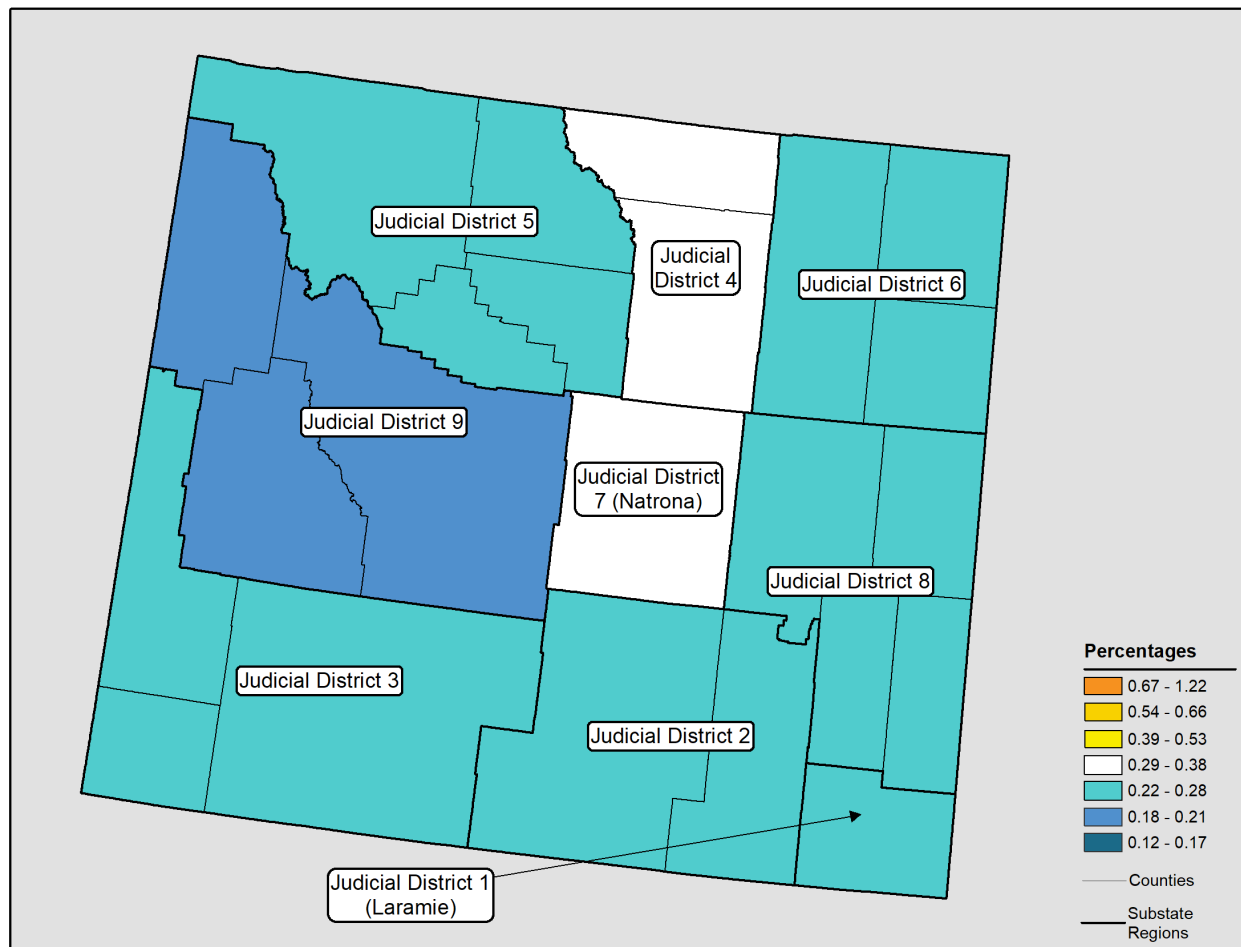 Judicial District 5
Judicial
District 4
Judicial District 6
Judicial District 9
Judicial District
7 (Natrona)
Judicial District 8
Judicial District 3
Judicial District 2
Judicial District 1
(Laramie)
Percentages
0.67 - 1.22
0.54 - 0.66
0.39 - 0.53
0.29 - 0.38
0.22 - 0.28
0.18 - 0.21
0.12 - 0.17
Counties
Substate
Regions